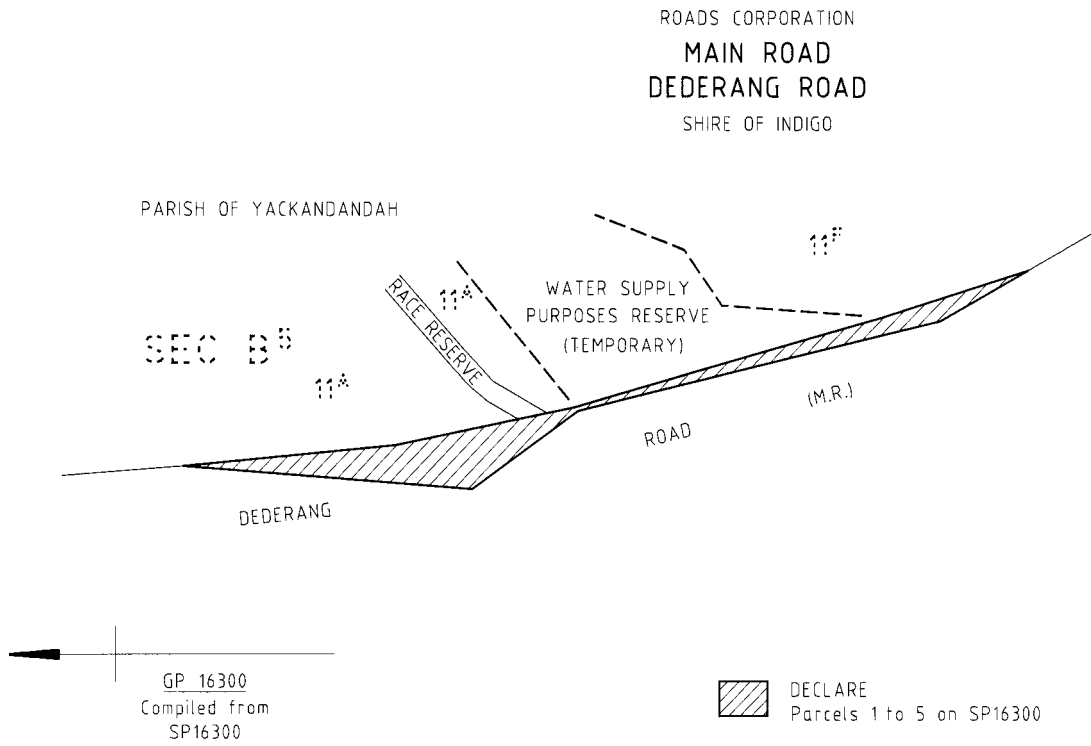 ROADS CORPORATION
MAIN ROAD
DEDERANG ROAD
SHIRE OF INDIGO
PARISH OF YACKANDANDAH
11F
11A
RACE RESERVE
WATER SUPPLY
PURPOSES RESERVE
(TEMPORARY)
SEC B5
11A
(M.R.)
ROAD
DEDERANG
GP 16300
Compiled from
SP16300
DECLARE
Parcels 1 to 5 on SP16300